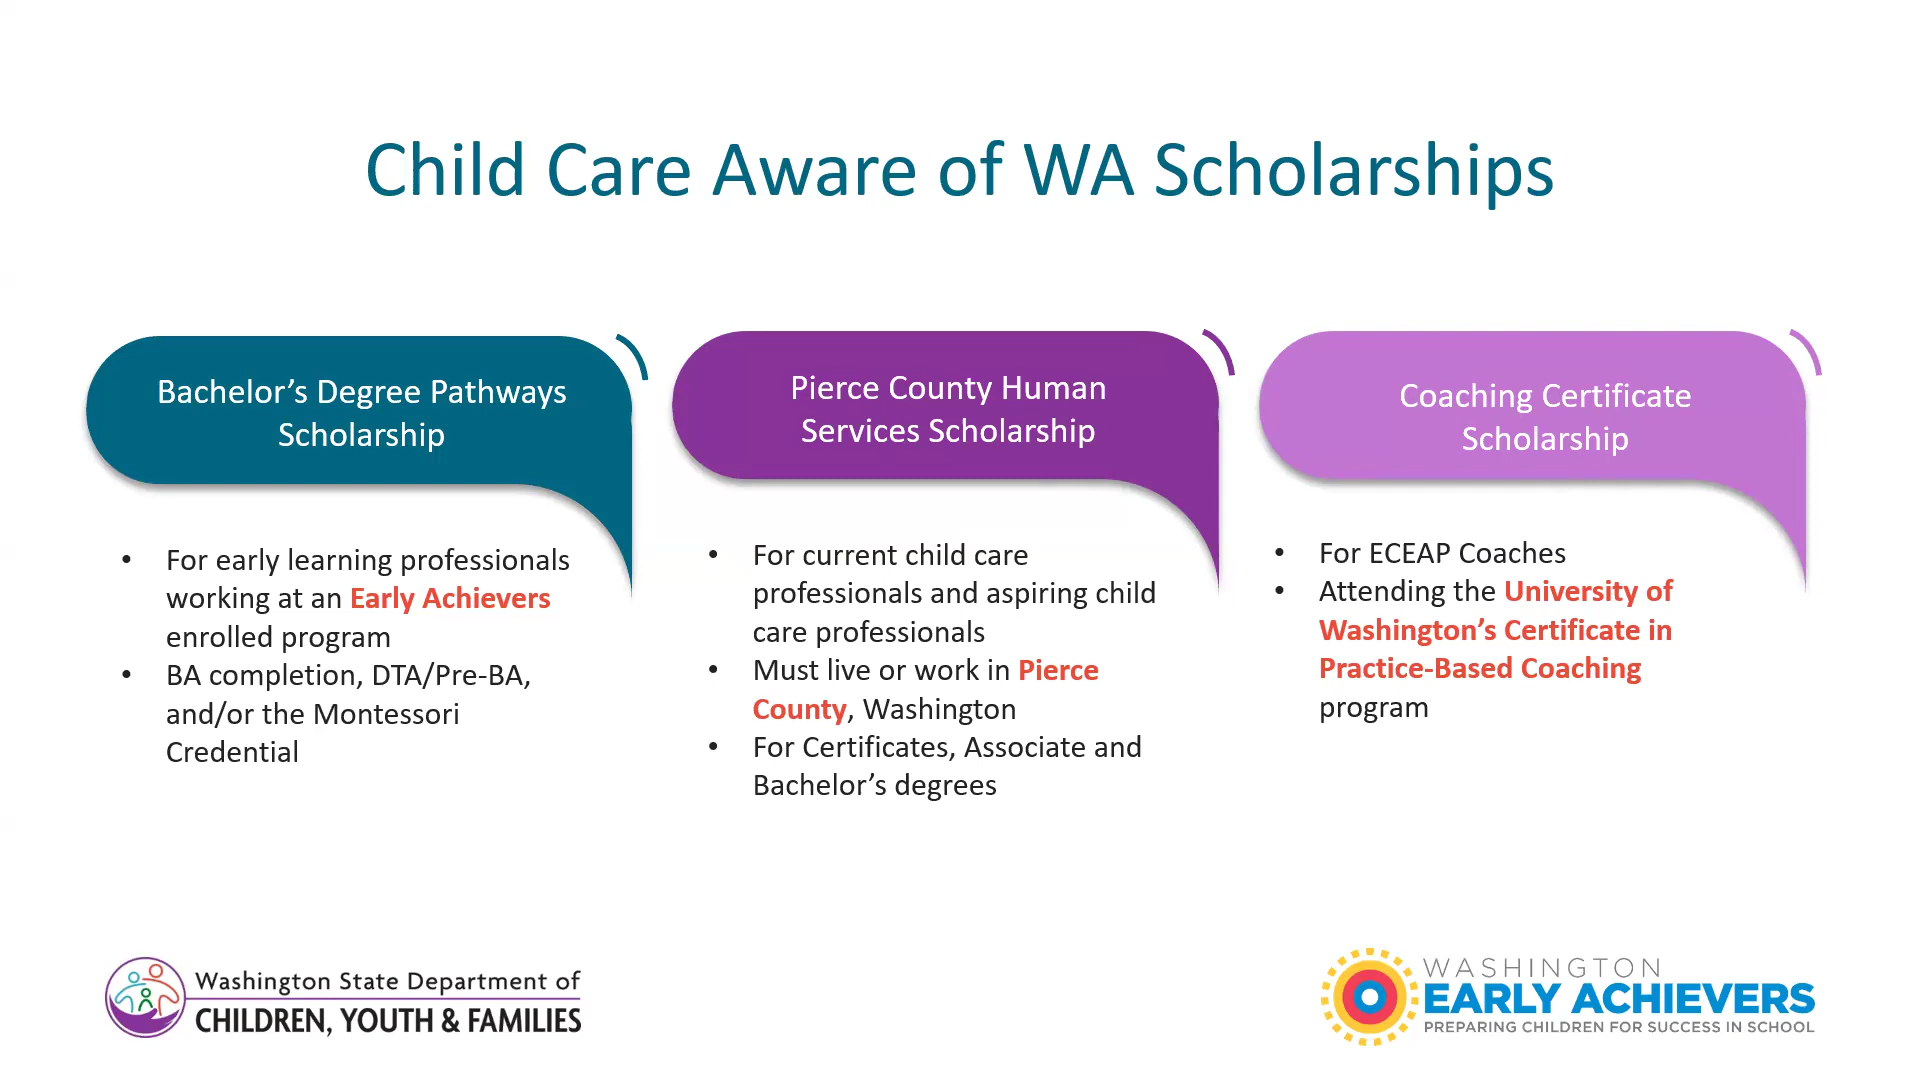 Child Care Aware of WA Scholarships
Bachelor’s Degree Pathways
Scholarship
• For early learning professionals
working at an Early Achievers
enrolled program
• BA completion, DTA/Pre-BA,
and/or the Montessori
Credential
Pierce County Human
Services Scholarship
• For current child care
professionals and aspiring child
care professionals
• Must live or work in Pierce
County, Washington
• For Certificates, Associate and
Bachelor’s degrees
Coaching Certificate
Scholarship
• For ECEAP Coaches
• Attending the University of
Washington’s Certificate in
Practice-Based Coaching
program
Washington State Department of
CHILDREN, YOUTH & FAMILIES
WASHINGTON
EARLY ACHIEVERS
PREPARING CHILDREN FOR SUCCESS IN SCHOOL